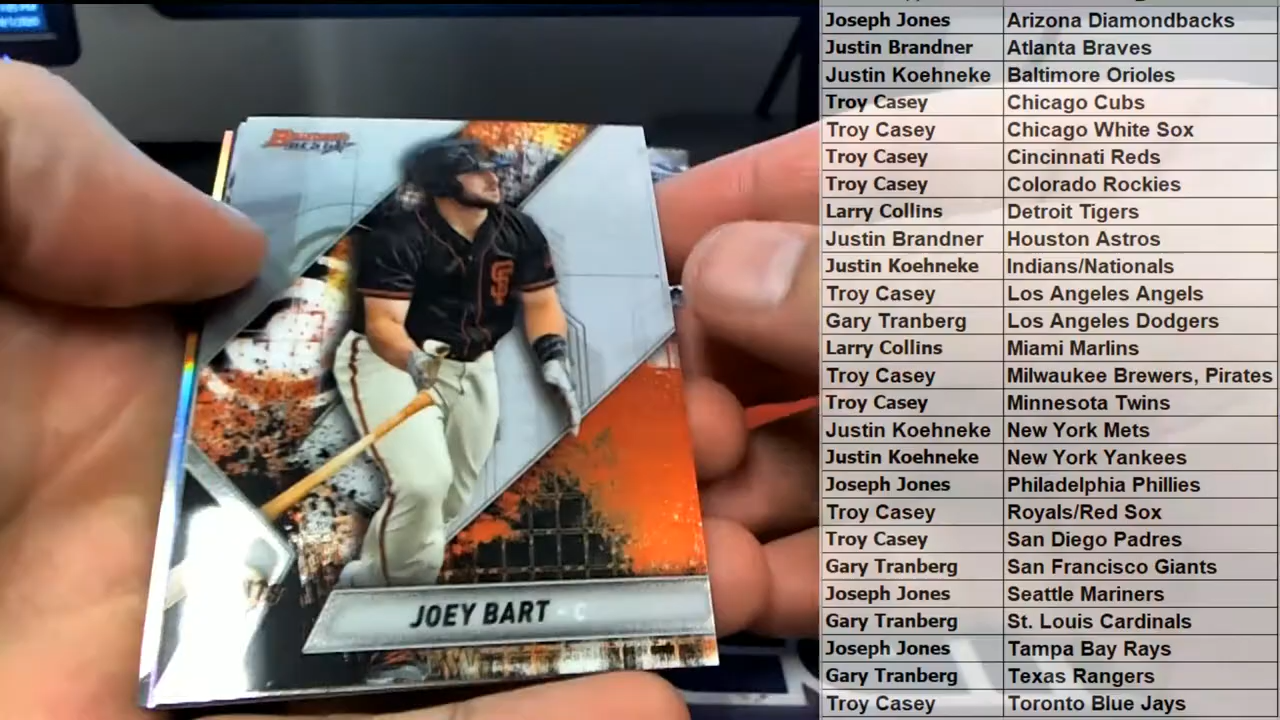 BOWMAN'S
BEST
SF
JOEY BART - C
Joseph Jones Arizona Diamondbacks
Justin Brandner Atlanta Braves
Justin Koehneke Baltimore Orioles
Troy Casey Chicago Cubs
Troy Casey Chicago White Sox
Troy Casey Cincinnati Reds
Troy Casey Colorado Rockies
Larry Collins Detroit Tigers
Justin Brandner Houston Astros
Justin Koehneke Indians/Nationals
Troy Casey Los Angeles Angels
Gary Tranberg Los Angeles Dodgers
Larry Collins Miami Marlins
Troy Casey Milwaukee Brewers, Pirates
Troy Casey Minnesota Twins
Justin Koehneke New York Mets
Justin Koehneke New York Yankees
Joseph Jones Philadelphia Phillies
Troy Casey Royals/Red Sox
Troy Casey San Diego Padres
Gary Tranberg San Francisco Giants
Joseph Jones Seattle Mariners
Gary Tranberg St. Louis Cardinals
Joseph Jones Tampa Bay Rays
Gary Tranberg Texas Rangers
Troy Casey Toronto Blue Jays